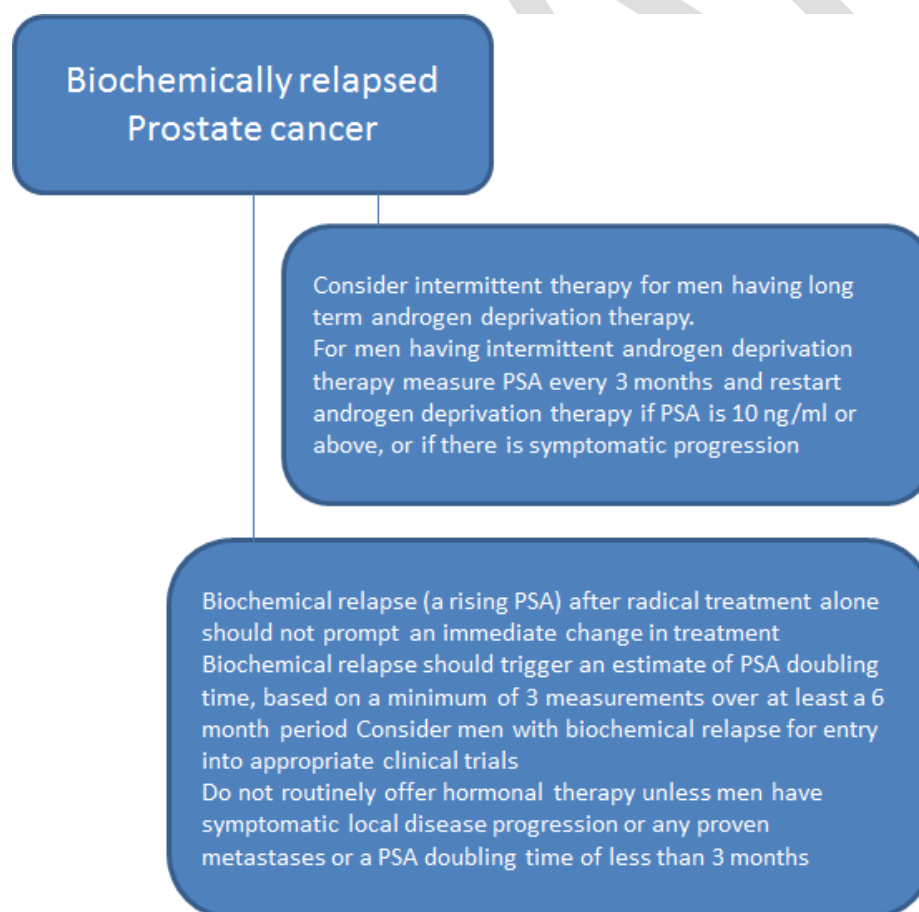 Biochemically relapsed
Prostate cancer
Consider intermittent therapy for men having long
term androgen deprivation therapy.
For men having intermittent androgen deprivation
therapy measure PSA every 3 months and restart
androgen deprivation therapy if PSA is 10 ng/ml or
above, or if there is symptomatic progression
Biochemical relapse (a rising PSA) after radical treatment alone
should not prompt an immediate change in treatment
Biochemical relapse should trigger an estimate of PSA doubling
time, based on a minimum of 3 measurements over at least a 6
month period Consider men with biochemical relapse for entry
into appropriate clinical trials
Do not routinely offer hormonal therapy unless men have
symptomatic local disease progression or any proven
metastases or a PSA doubling time of less than 3 months